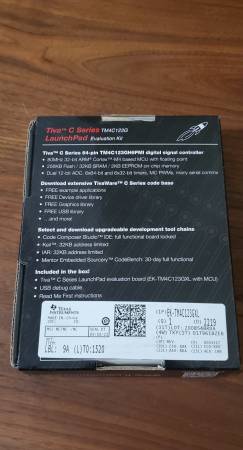 Tiva™ C Series TM4C123G
LaunchPad Evaluation Kit
Tiva™ C Series 64-pin TM4C123GH6PMI digital signal controller
• 80MHz 32-bit ARM® Cortex™-M4 based MCU with floating point
• 256KB Flash / 32KB SRAM / 2KB EEPROM on-chip memory
• Dual 12-bit ADC, 6x64-bit and 6x32-bit timers, MC PWMs, many serial comms
Download extensive TivaWare™ C Series code base
• FREE example applications
• FREE Device driver library
• FREE Graphics library
• FREE USB library
• ... and more!
Select and download upgradeable development tool chains
• Code Composer Studio™ IDE: full functional board locked
• Keil™: 32KB address limited
• IAR: 32KB address limited
• Mentor Embedded Sourcery™ CodeBench: 30-day full functional
Included in the box:
• Tiva™ C Series LaunchPad evaluation board (EK-TM4C123GXL with MCU)
• USB debug cable
• Read Me First instructions
TEXAS
INSTRUMENTS
(1P) EK-TM4C123GXL
(Q) 1
LBL: 9A (L)TO:1520